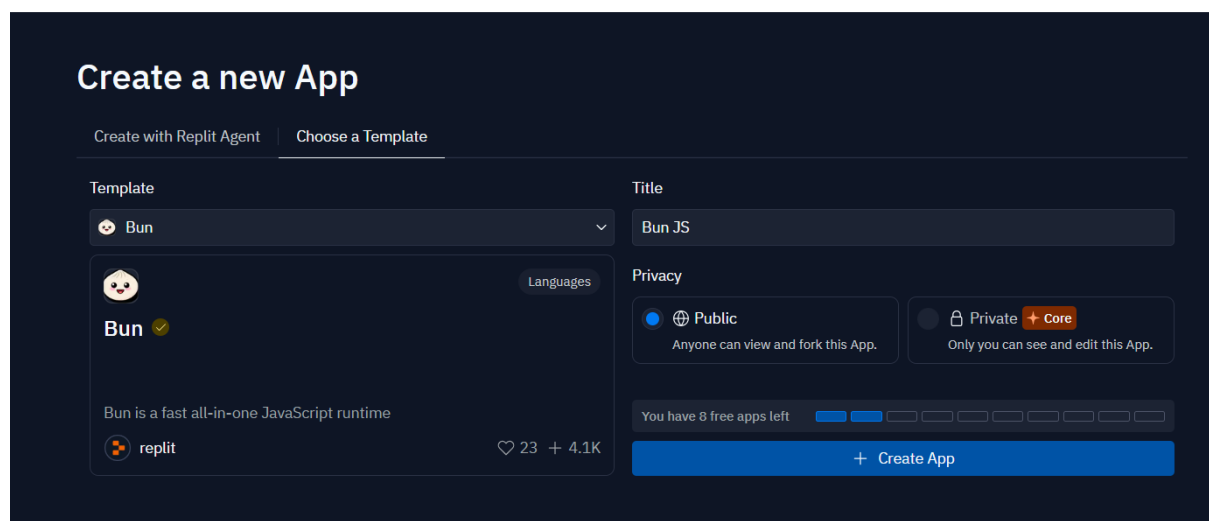 Create a new App
Create with Replit Agent
Choose a Template
Template
Bun
Languages
Bun
Bun is a fast all-in-one JavaScript runtime
replit
23
+ 4.1K
Title
Bun JS
Privacy
Public
Anyone can view and fork this App.
Private
Core
Only you can see and edit this App.
You have 8 free apps left
+ Create App